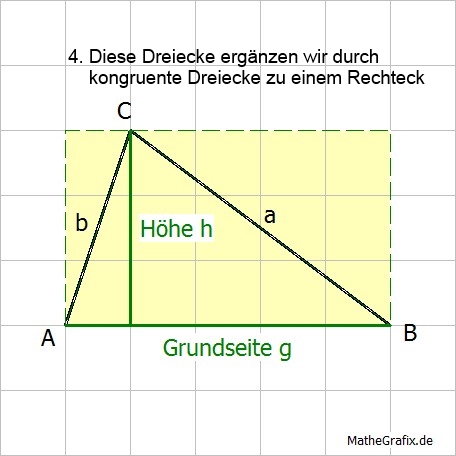 4. Diese Dreiecke ergänzen wir durch
kongruente Dreiecke zu einem Rechteck
C
b
Höhe h
a
A
B
Grundseite g
MatheGrafix.de